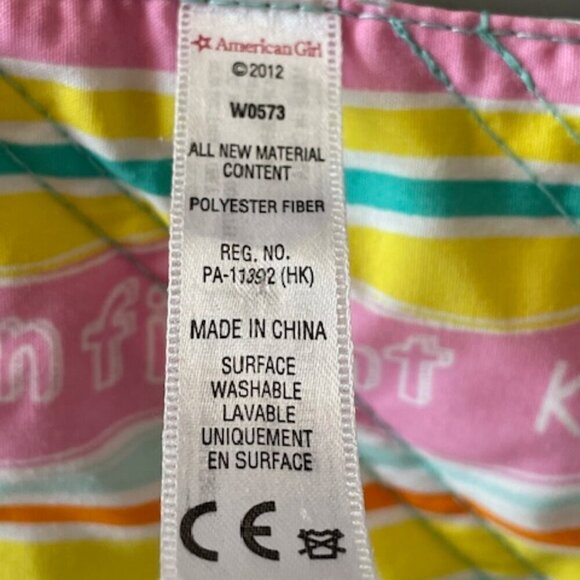 American Girl
©2012
W0573
ALL NEW MATERIAL
CONTENT
POLYESTER FIBER
REG. NO.
PA-11392 (HK)
MADE IN CHINA
SURFACE
WASHABLE
LAVABLE
UNIQUEMENT
EN SURFACE
CE